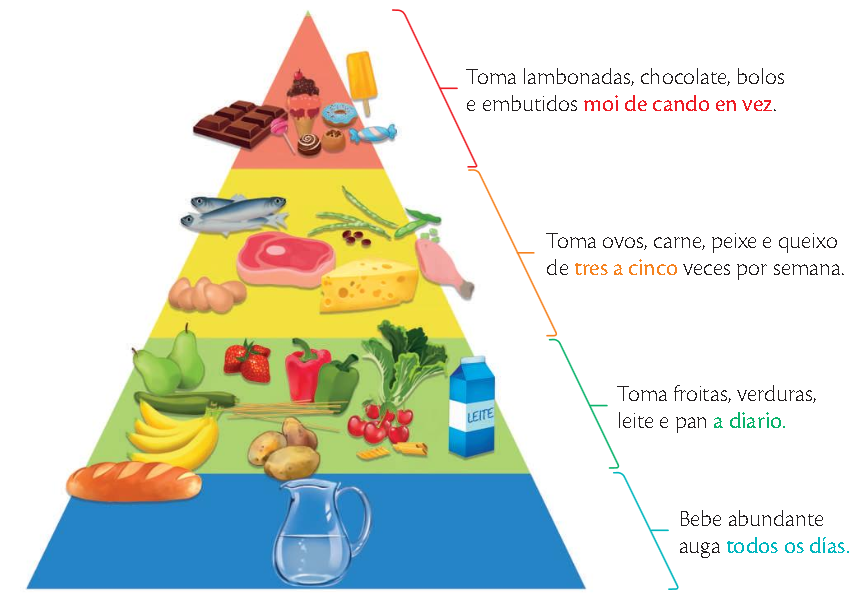 Toma lambonadas, chocolate, bolos
e embutidos moi de cando en vez.
Toma ovos, carne, peixe e queixo
de tres a cinco veces por semana.
Toma froitas, verduras,
leite e pan a diario.
LEITE
Bebe abundante
auga todos os días.